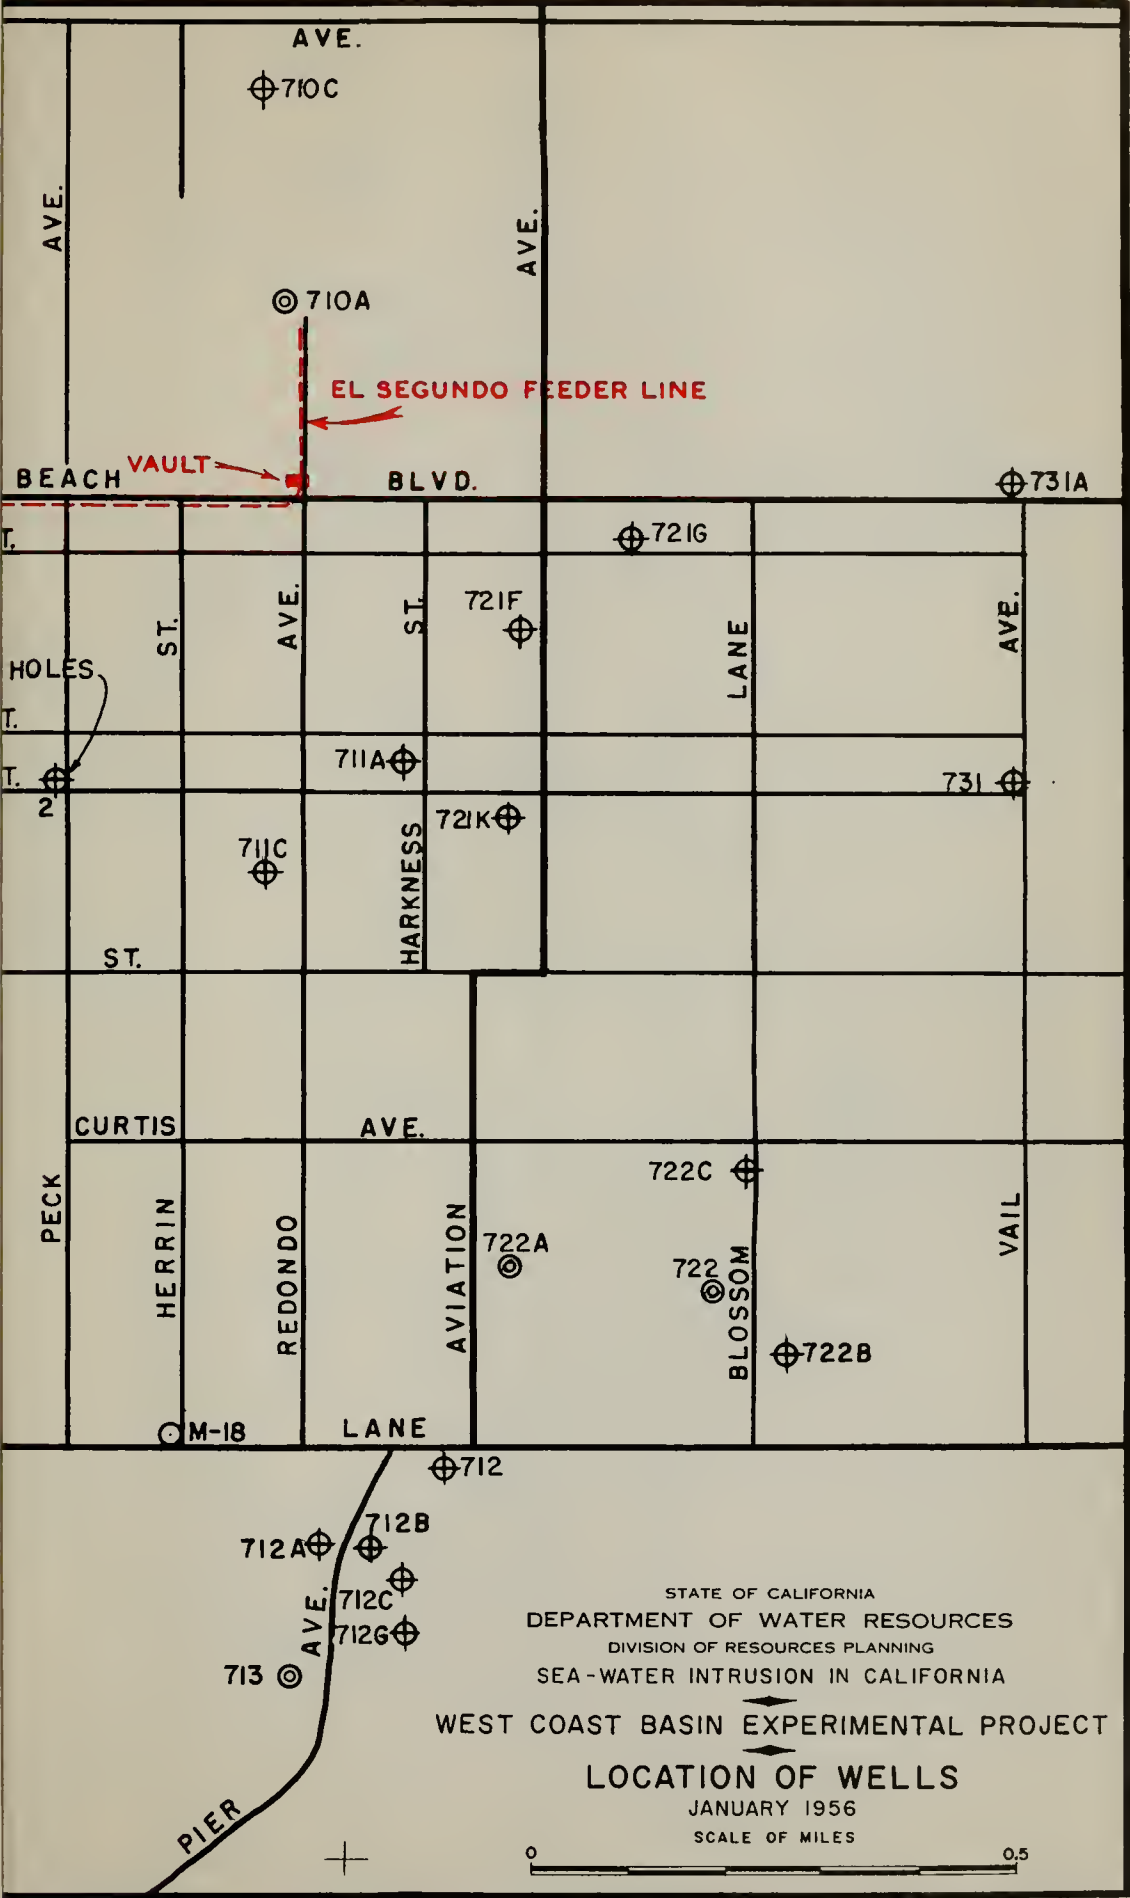 AVE.
710C
AVE.
AVE.
710A
EL SEGUNDO FEEDER LINE
VAULT
BEACH BLVD.
731A
T.
721G
721F
ST.
AVE.
ST.
LANE
AVE.
HOLES
T.
711A
T.
2
731
721K
711C
HARKNESS
ST.
CURTIS AVE.
722C
PECK
HERRIN
REDONDO
AVIATION
722A
722
BLOSSOM
VAIL
722B
M-18
LANE
712
712B
712A
712C
AVE.
712G
713
PIER
STATE OF CALIFORNIA
DEPARTMENT OF WATER RESOURCES
DIVISION OF RESOURCES PLANNING
SEA-WATER INTRUSION IN CALIFORNIA
WEST COAST BASIN EXPERIMENTAL PROJECT
LOCATION OF WELLS
JANUARY 1956
SCALE OF MILES
0 0.5